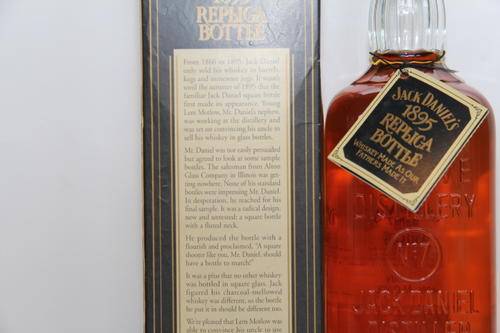 1895
REPLICA
BOTTLE
From 1866 to 1895, Jack Daniel
only sold his whiskey in barrels,
kegs and stoneware jugs. It wasn't
until the summer of 1895 that the
familiar Jack Daniel square bottle
first made its appearance. Young
Lem Motlow, Mr. Jack Daniel's nephew,
was working at the distillery and
was set on convincing his uncle to
sell his whiskey in glass bottles.
Mr. Daniel was not easily persuaded
but agreed to look at some sample
bottles. The salesman from Alton
Glass Company in Illinois was get-
ting nowhere. None of his standard
bottles were impressing Mr. Daniel.
In desperation, he reached for his
final sample. It was a radical design,
new and untested: a square bottle
with a fluted neck.
He produced the bottle with a
flourish and proclaimed, "A square
shooter like you, Mr. Daniel, should
have a bottle to match!"
It was a plus that no other whiskey
was bottled in square glass. Jack
figured his charcoal-mellowed
whiskey was different, so the bottle
he put it in should be different too.
We're pleased that Lem Motlow was
able to convince his uncle to use
JACK DANIEL'S
1895
REPLICA
BOTTLE
WHISKEY MADE AS OUR
FATHERS MADE IT
DISTILLERY
No 7
JACK DANIEL